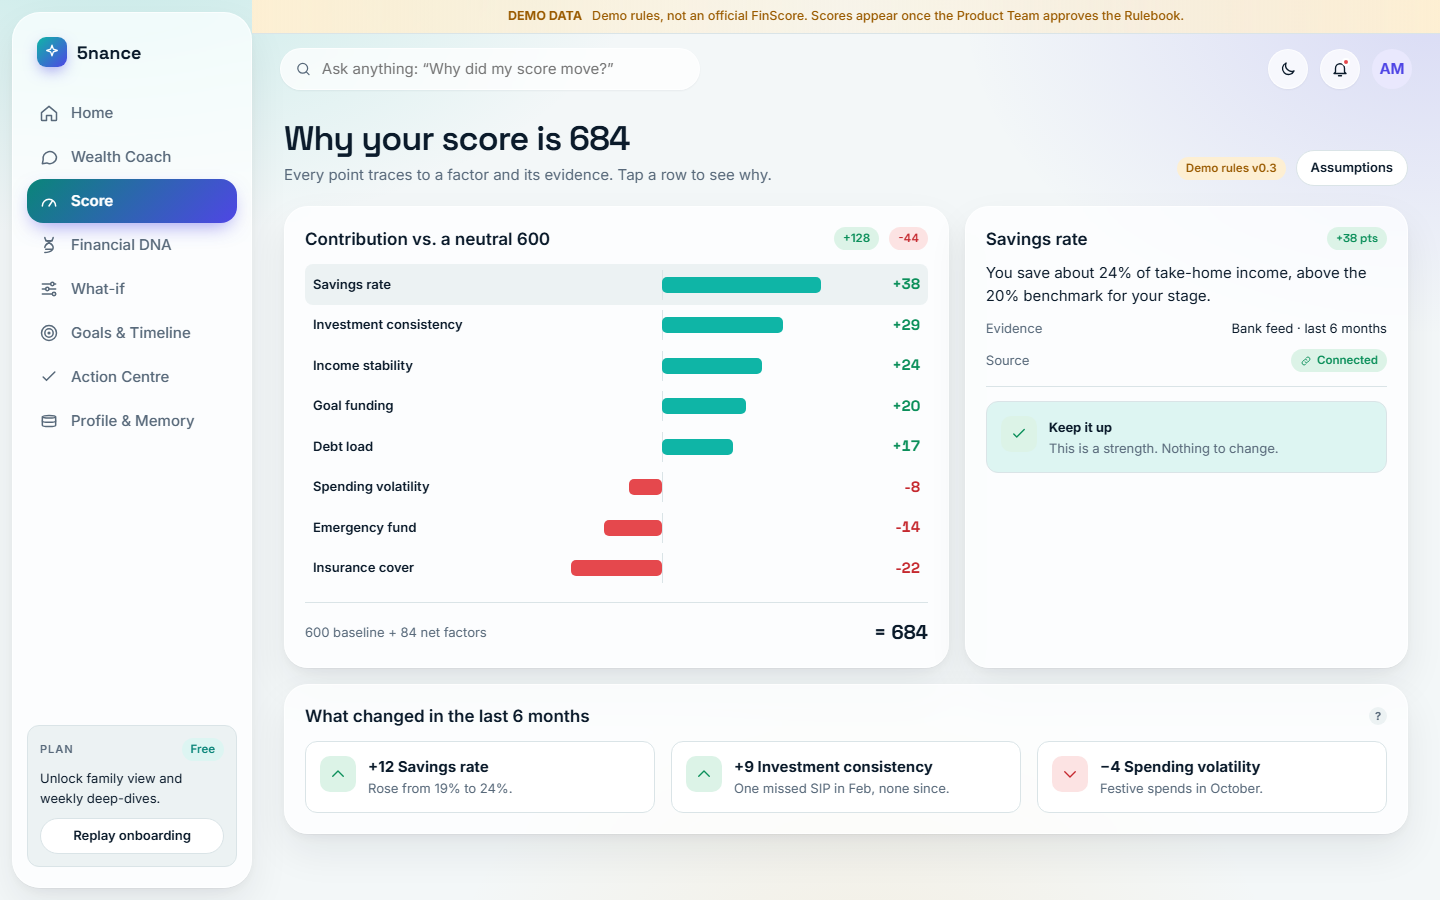 DEMO DATA Demo rules, not an official FinScore. Scores appear once the Product Team approves the Rulebook.
5nance
Home
Wealth Coach
Score
Financial DNA
What-if
Goals & Timeline
Action Centre
Profile & Memory
PLAN Free
Unlock family view and
weekly deep-dives.
Replay onboarding
Ask anything: “Why did my score move?”
AM
Why your score is 684
Every point traces to a factor and its evidence. Tap a row to see why.
Demo rules v0.3 Assumptions
Contribution vs. a neutral 600 +128 -44
Savings rate +38
Investment consistency +29
Income stability +24
Goal funding +20
Debt load +17
Spending volatility -8
Emergency fund -14
Insurance cover -22
600 baseline + 84 net factors = 684
Savings rate +38 pts
You save about 24% of take-home income, above the
20% benchmark for your stage.
Evidence Bank feed · last 6 months
Source Connected
Keep it up
This is a strength. Nothing to change.
What changed in the last 6 months ?
+12 Savings rate
Rose from 19% to 24%.
+9 Investment consistency
One missed SIP in Feb, none since.
−4 Spending volatility
Festive spends in October.